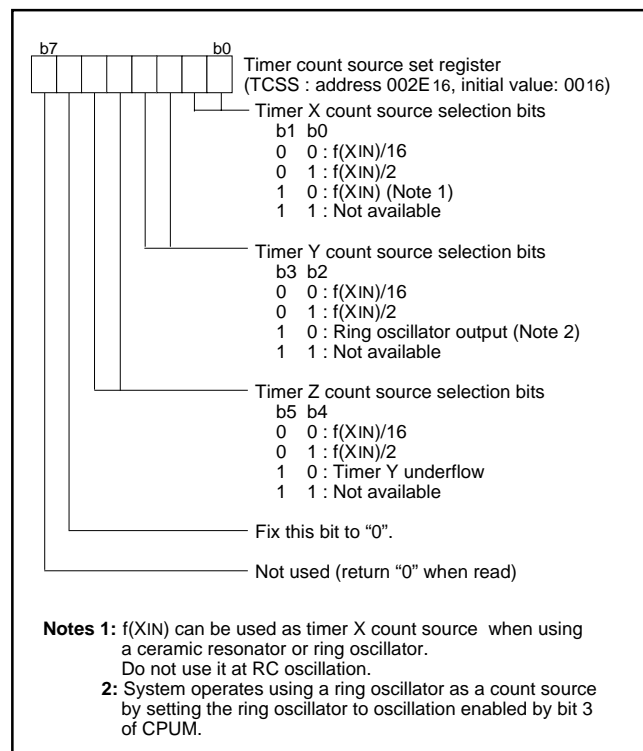 b7 b0
Timer count source set register
(TCSS : address 002E16, initial value: 0016)
Timer X count source selection bits
b1 b0
0 0 : f(XIN)/16
0 1 : f(XIN)/2
1 0 : f(XIN) (Note 1)
1 1 : Not available
Timer Y count source selection bits
b3 b2
0 0 : f(XIN)/16
0 1 : f(XIN)/2
1 0 : Ring oscillator output (Note 2)
1 1 : Not available
Timer Z count source selection bits
b5 b4
0 0 : f(XIN)/16
0 1 : f(XIN)/2
1 0 : Timer Y underflow
1 1 : Not available
Fix this bit to “0”.
Not used (return “0” when read)
Notes 1: f(XIN) can be used as timer X count source when using
a ceramic resonator or ring oscillator.
Do not use it at RC oscillation.
2: System operates using a ring oscillator as a count source
by setting the ring oscillator to oscillation enabled by bit 3
of CPUM.